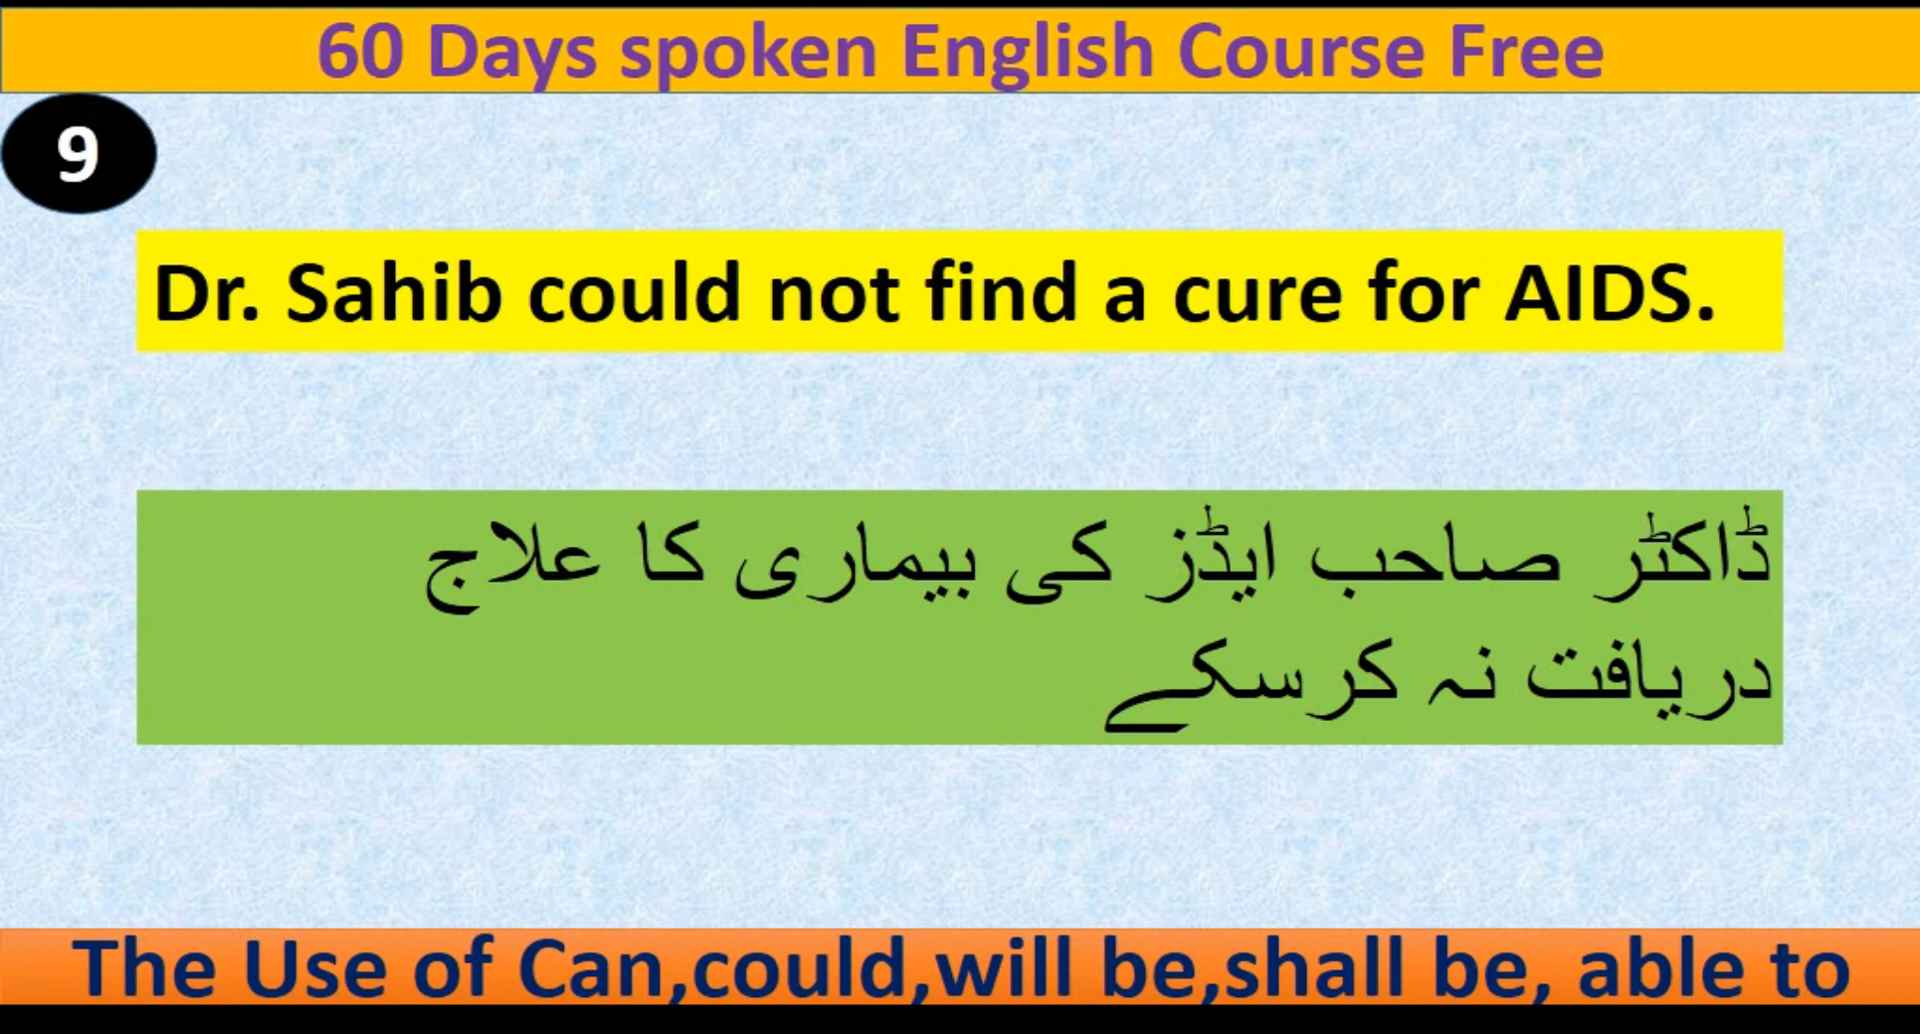 60 Days spoken English Course Free
9
Dr. Sahib could not find a cure for AIDS.
ڈاکٹر صاحب ایڈز کی بیماری کا علاج
دریافت نہ کرسکے
The Use of Can,could,will be,shall be, able to